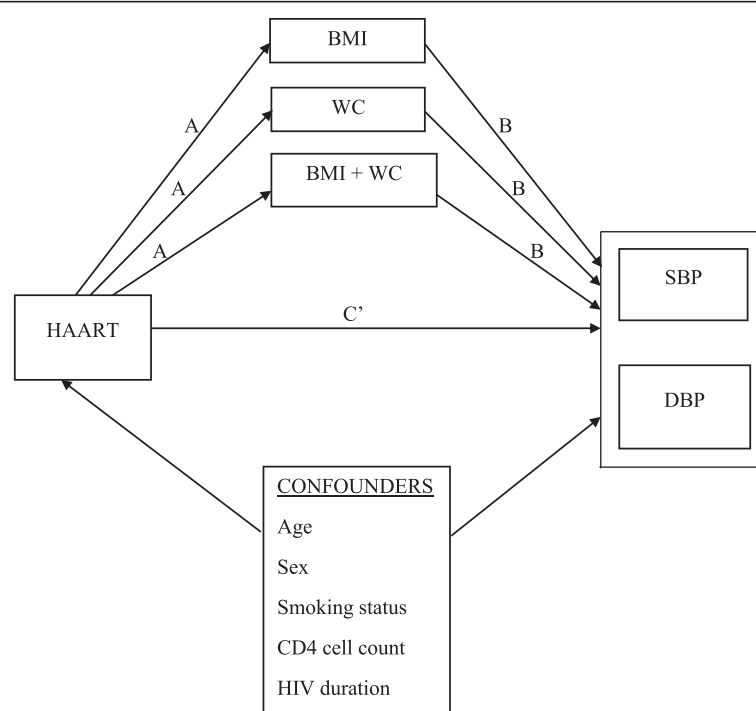 BMI
WC
BMI + WC
A
A
A
B
B
B
HAART
C’
SBP
DBP
CONFOUNDERS
Age
Sex
Smoking status
CD4 cell count
HIV duration